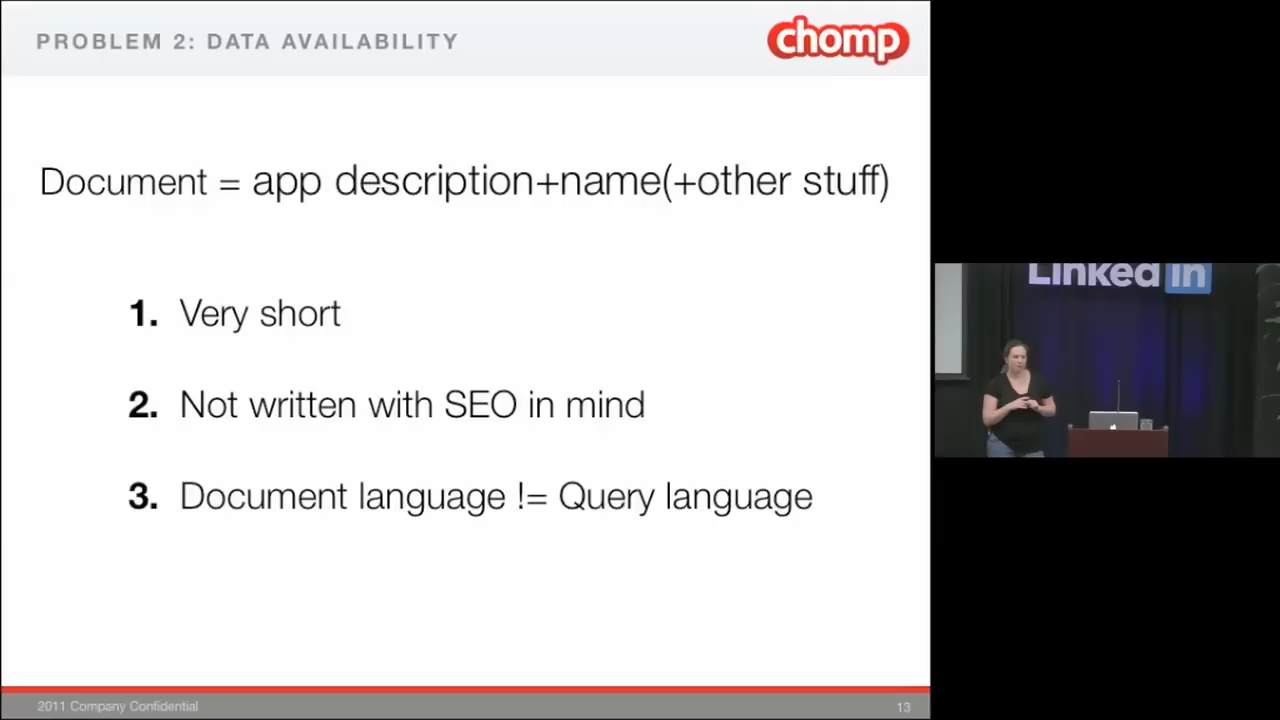 PROBLEM 2: DATA AVAILABILITY
chomp
Document = app description+name(+other stuff)
1. Very short
2. Not written with SEO in mind
3. Document language != Query language
LinkedIn
2011 Company Confidential
13